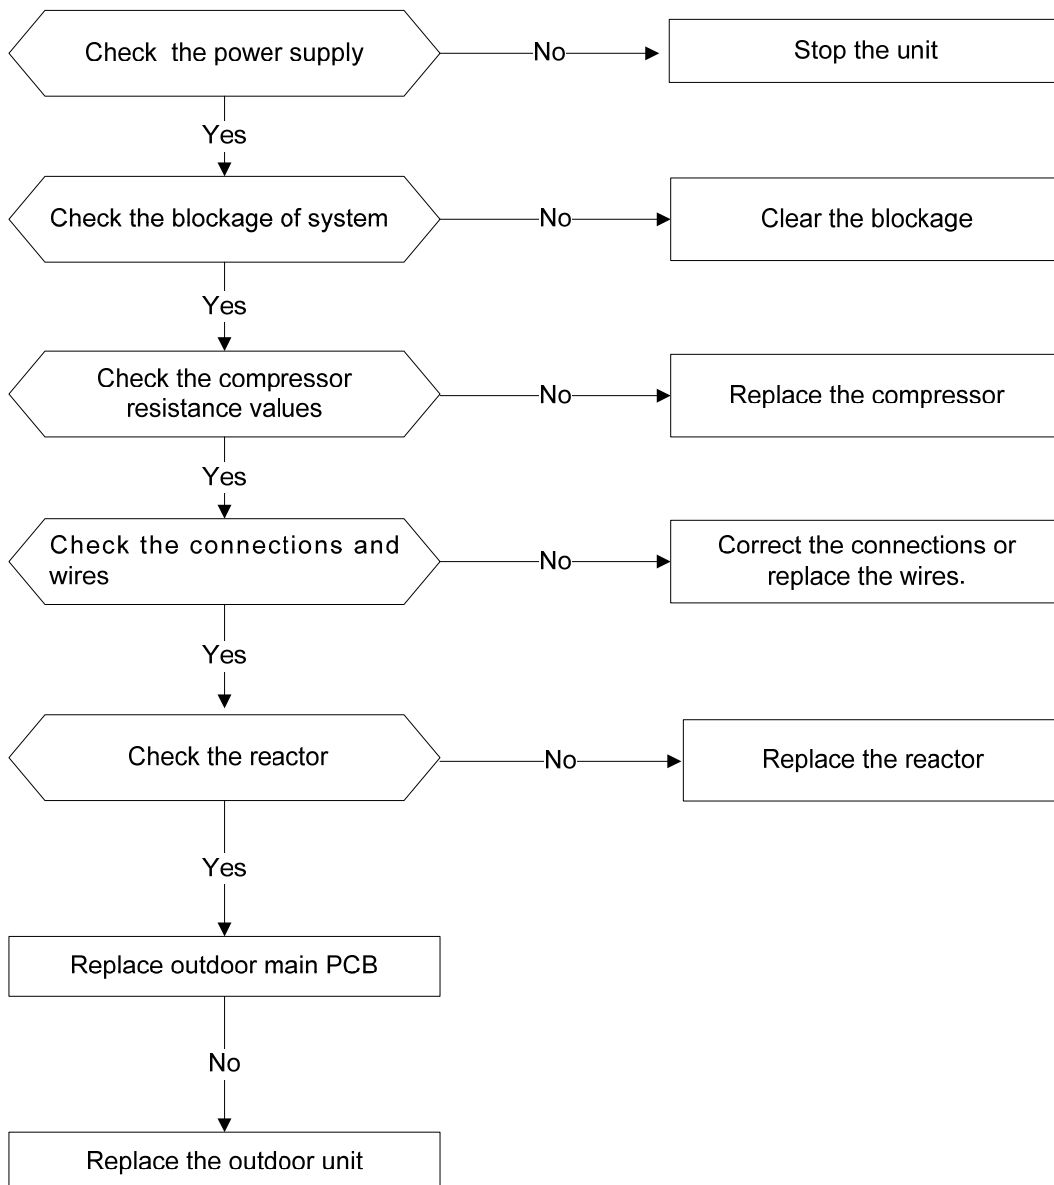 Check the power supply
No
Stop the unit
Yes
Check the blockage of system
No
Clear the blockage
Yes
Check the compressor
resistance values
No
Replace the compressor
Yes
Check the connections and
wires
No
Correct the connections or
replace the wires.
Yes
Check the reactor
No
Replace the reactor
Yes
Replace outdoor main PCB
No
Replace the outdoor unit